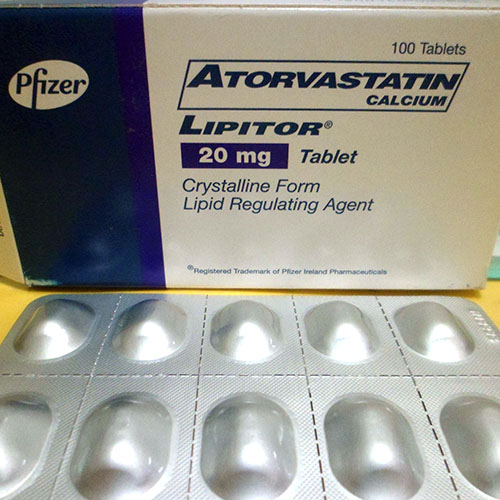 100 Tablets
Pfizer
ATORVASTATIN
CALCIUM
LIPITOR®
20 mg Tablet
Crystalline Form
Lipid Regulating Agent
®Registered Trademark of Pfizer Ireland Pharmaceuticals